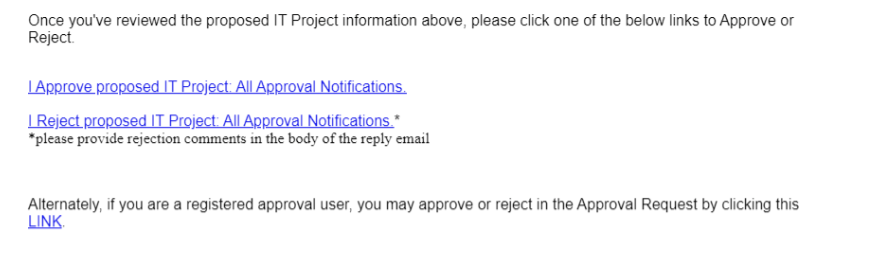 Once you've reviewed the proposed IT Project information above, please click one of the below links to Approve or
Reject.
I Approve proposed IT Project: All Approval Notifications.
I Reject proposed IT Project: All Approval Notifications.*
*please provide rejection comments in the body of the reply email
Alternately, if you are a registered approval user, you may approve or reject in the Approval Request by clicking this
LINK.